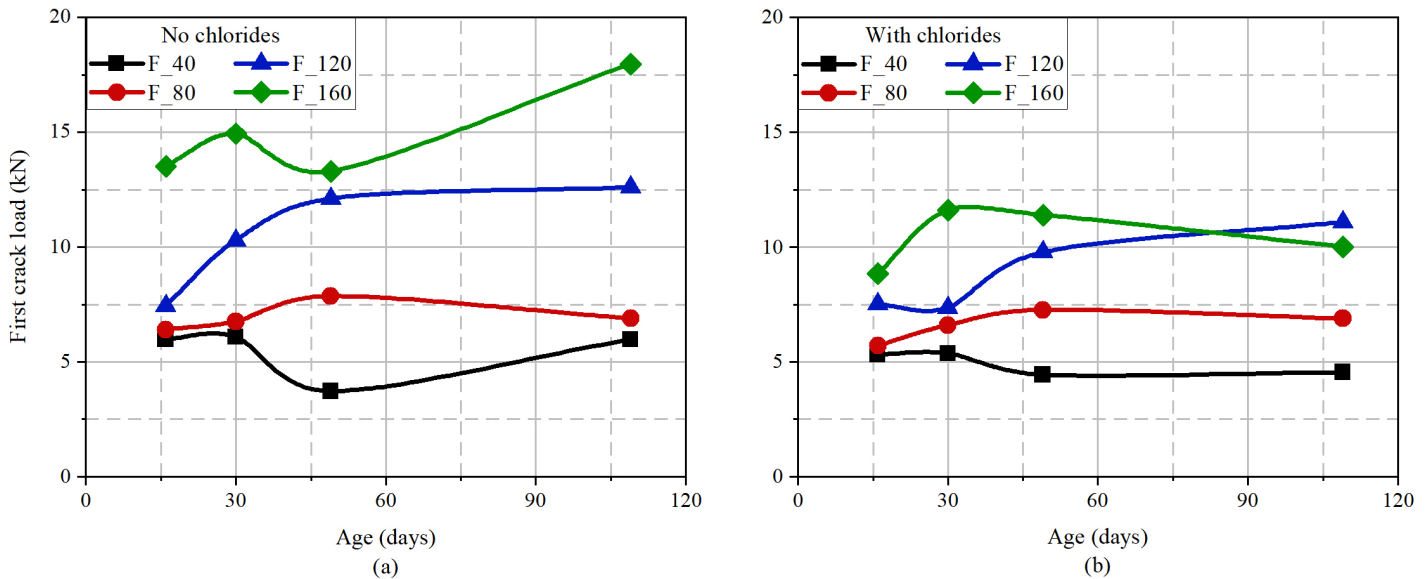 No chlorides
F_40 F_120
F_80 F_160
20
15
10
5
0
0 30 60 90 120
First crack load (kN)
Age (days)
(a)
With chlorides
F_40 F_120
F_80 F_160
20
15
10
5
0
0 30 60 90 120
Age (days)
(b)